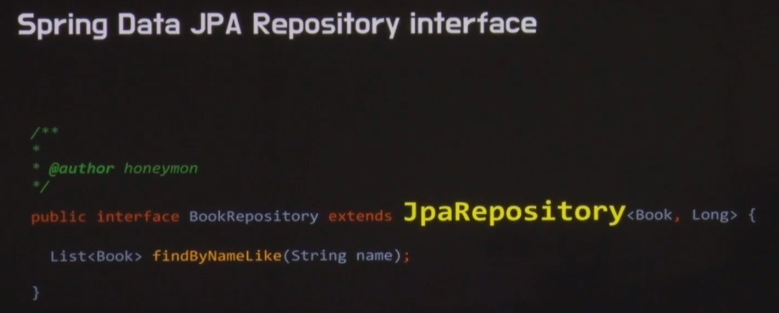 Spring Data JPA Repository interface
/**
*
* @author honeymon
*/
public interface BookRepository extends JpaRepository<Book, Long> {
List<Book> findByNameLike(String name);
}